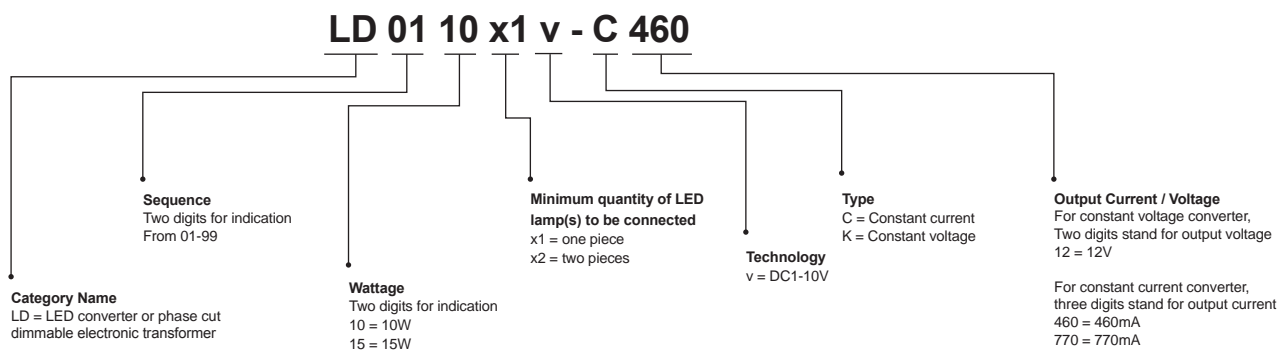 LD 01 10 x1 v - C 460
Sequence
Two digits for indication
From 01-99
Minimum quantity of LED
lamp(s) to be connected
x1 = one piece
x2 = two pieces
Type
C = Constant current
K = Constant voltage
Output Current / Voltage
For constant voltage converter,
Two digits stand for output voltage
12 = 12V
For constant current converter,
three digits stand for output current
460 = 460mA
770 = 770mA
Technology
v = DC1-10V
Category Name
LD = LED converter or phase cut
dimmable electronic transformer
Wattage
Two digits for indication
10 = 10W
15 = 15W